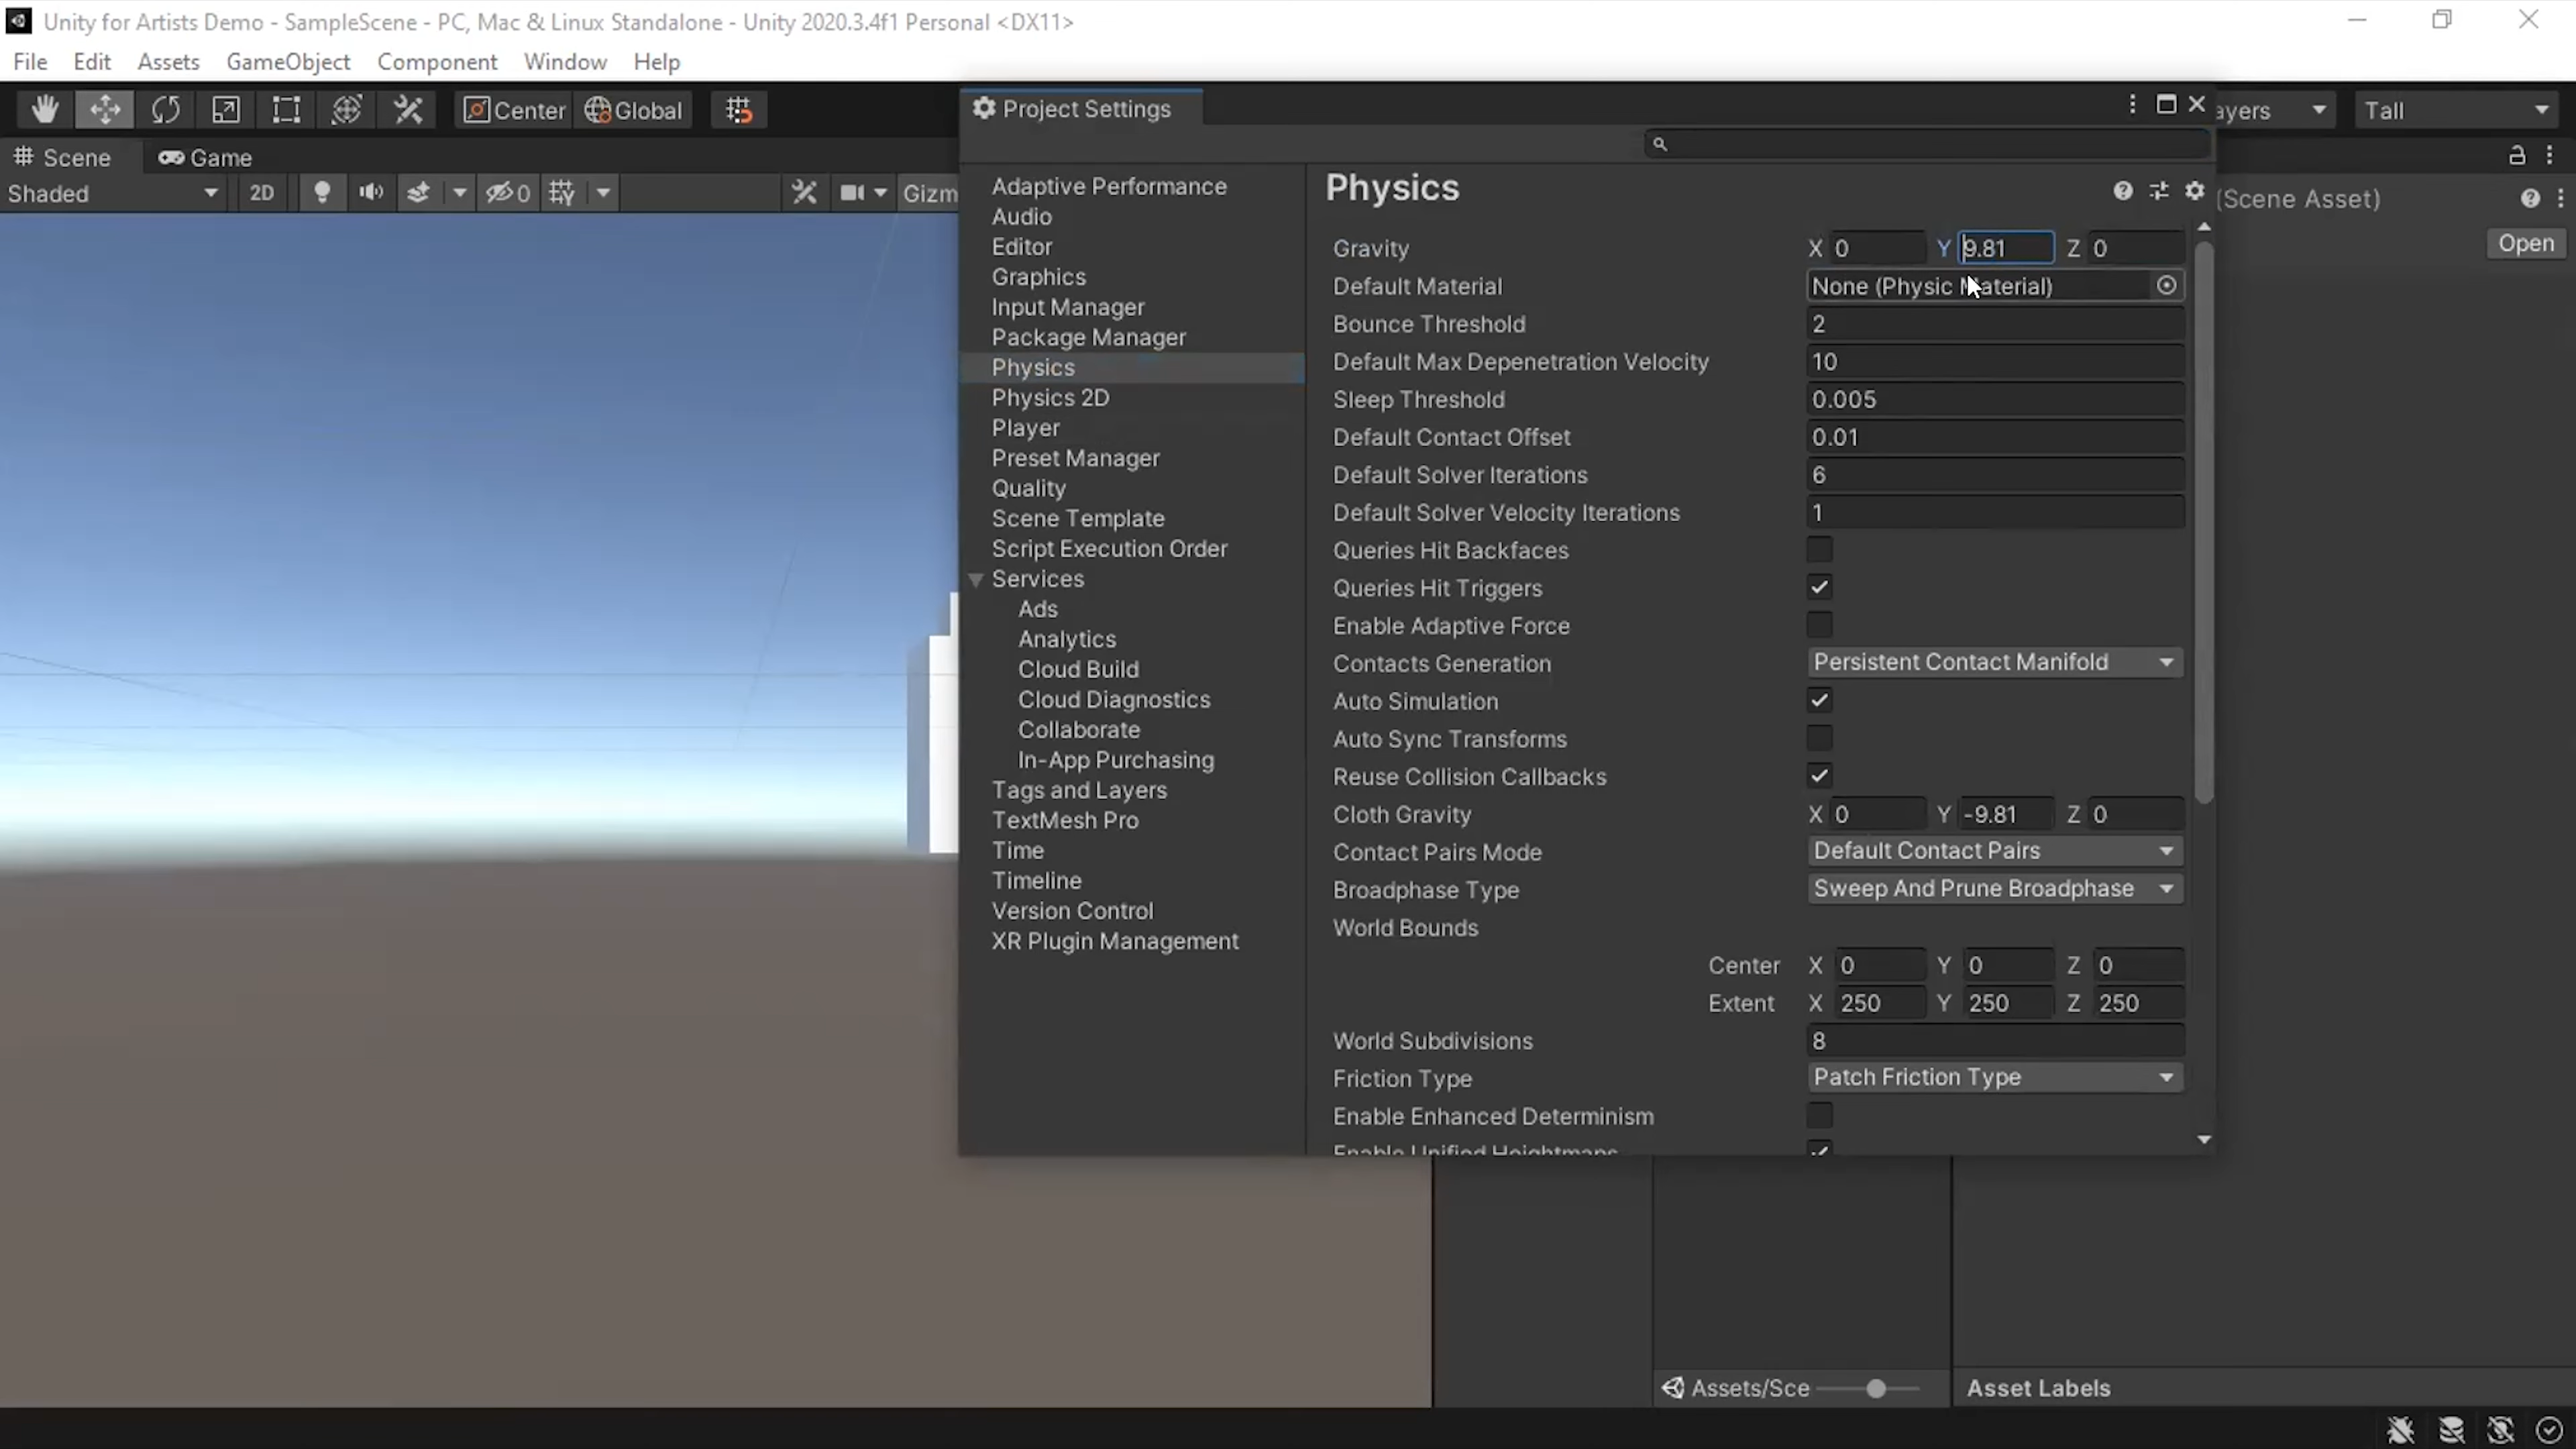 Unity for Artists Demo - SampleScene - PC, Mac & Linux Standalone - Unity 2020.3.4f1 Personal <DX11>
File Edit Assets GameObject Component Window Help
Center Global
Project Settings
ayers Tall
Scene Game
Shaded 2D 0 Gizm
(Scene Asset)
Open
Adaptive Performance
Audio
Editor
Graphics
Input Manager
Package Manager
Physics
Physics 2D
Player
Preset Manager
Quality
Scene Template
Script Execution Order
Services
Ads
Analytics
Cloud Build
Cloud Diagnostics
Collaborate
In-App Purchasing
Tags and Layers
TextMesh Pro
Time
Timeline
Version Control
XR Plugin Management
Physics
Gravity X 0 Y 9.81 Z 0
Default Material None (Physic Material)
Bounce Threshold 2
Default Max Depenetration Velocity 10
Sleep Threshold 0.005
Default Contact Offset 0.01
Default Solver Iterations 6
Default Solver Velocity Iterations 1
Queries Hit Backfaces
Queries Hit Triggers
Enable Adaptive Force
Contacts Generation Persistent Contact Manifold
Auto Simulation
Auto Sync Transforms
Reuse Collision Callbacks
Cloth Gravity X 0 Y -9.81 Z 0
Contact Pairs Mode Default Contact Pairs
Broadphase Type Sweep And Prune Broadphase
World Bounds
Center X 0 Y 0 Z 0
Extent X 250 Y 250 Z 250
World Subdivisions 8
Friction Type Patch Friction Type
Enable Enhanced Determinism
Enable Unified Heightmaps
Assets/Sce
Asset Labels